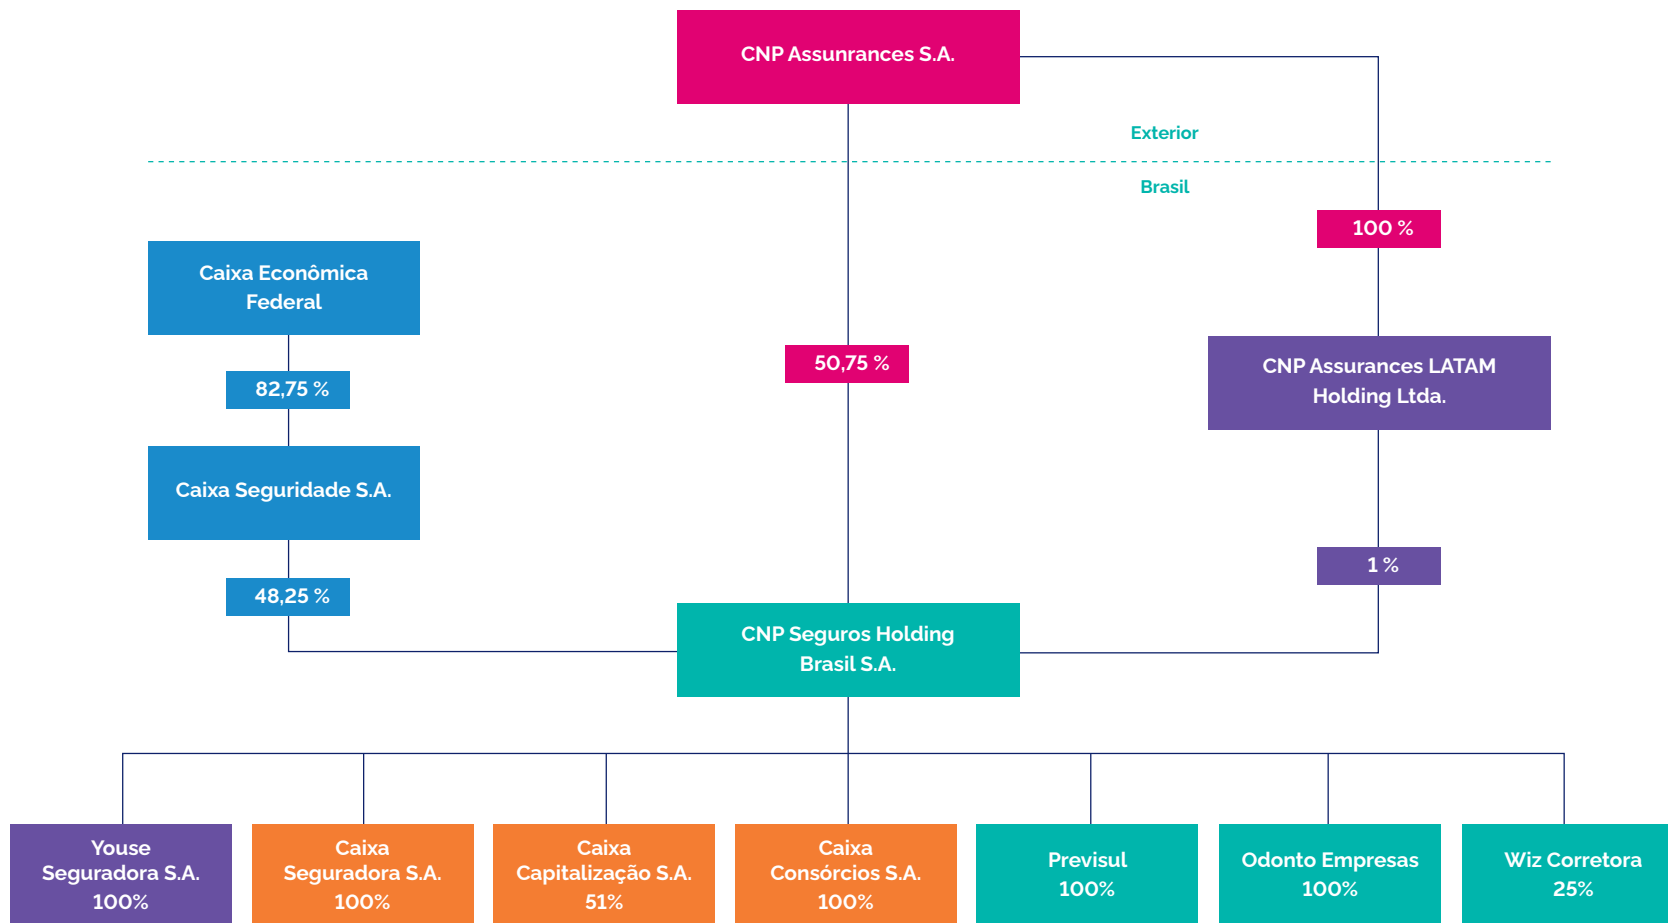 CNP Assunrances S.A.
Exterior
Brasil
100 %
Caixa Econômica
Federal
50,75 %
CNP Assurances LATAM
Holding Ltda.
82,75 %
Caixa Seguridade S.A.
1 %
48,25 %
CNP Seguros Holding
Brasil S.A.
Youse
Seguradora S.A.
100%
Caixa
Seguradora S.A.
100%
Caixa
Capitalização S.A.
51%
Caixa
Consórcios S.A.
100%
Previsul
100%
Odonto Empresas
100%
Wiz Corretora
25%